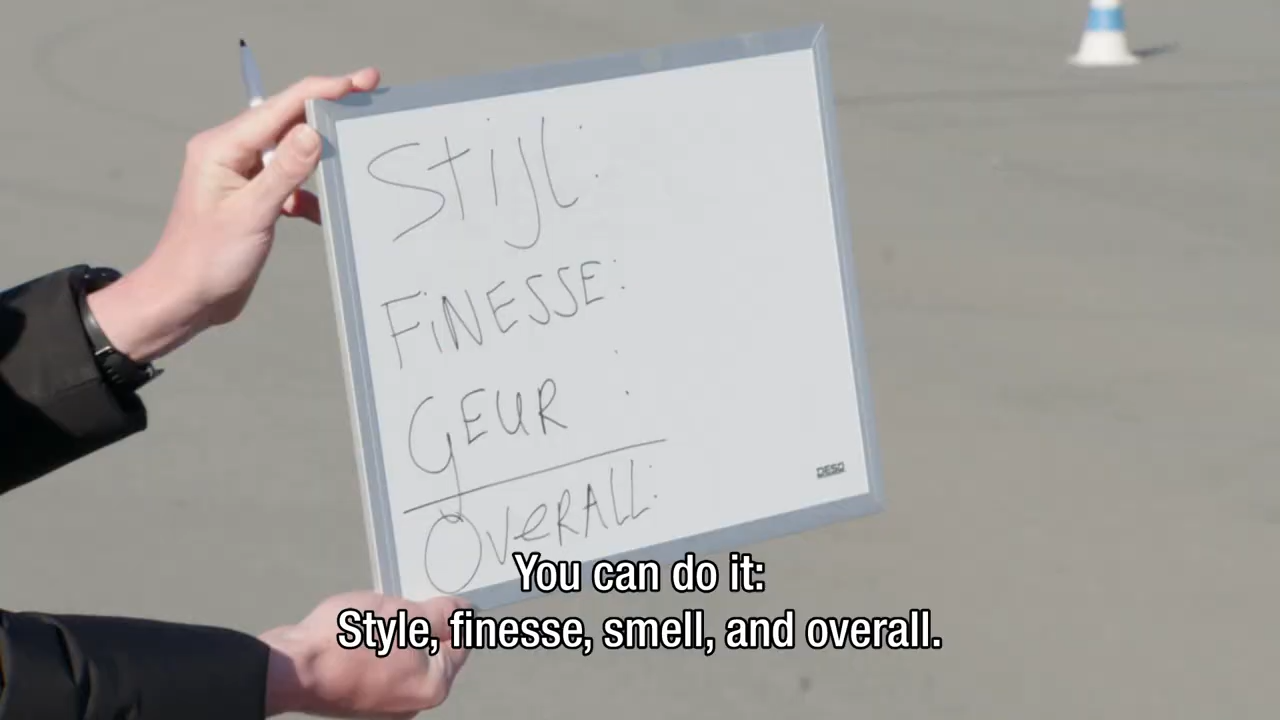 Stijl:
FiNESSE:
GEUR :
OveRALL:
DESQ
You can do it:
Style, finesse, smell, and overall.